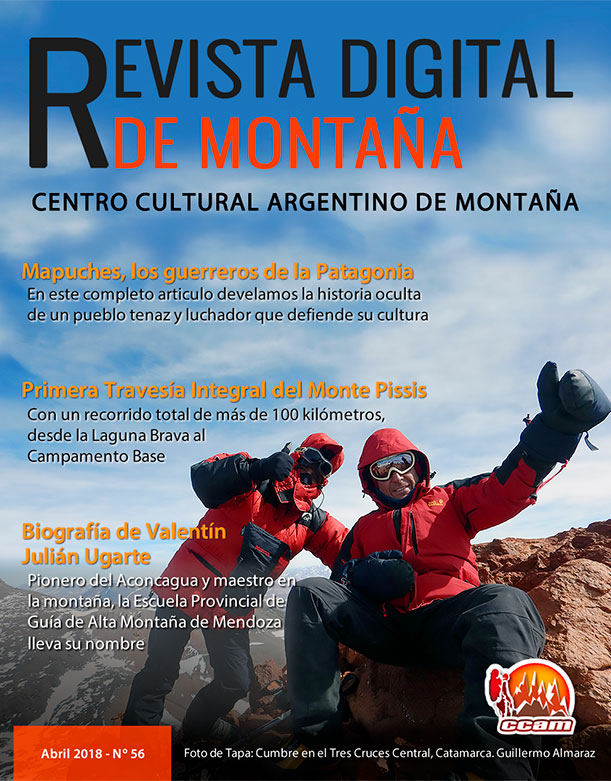 REVISTA DIGITAL
DE MONTAÑA
CENTRO CULTURAL ARGENTINO DE MONTAÑA
Mapuches, los guerreros de la Patagonia
En este completo articulo develamos la historia oculta
de un pueblo tenaz y luchador que defiende su cultura
Primera Travesía Integral del Monte Pissis
Con un recorrido total de más de 100 kilómetros,
desde la Laguna Brava al
Campamento Base
Biografía de Valentín
Julián Ugarte
Pionero del Aconcagua y maestro en
la montaña, la Escuela Provincial de
Guía de Alta Montaña de Mendoza
lleva su nombre
ccam
Abril 2018 - Nº 56
Foto de Tapa: Cumbre en el Tres Cruces Central, Catamarca. Guillermo Almaraz